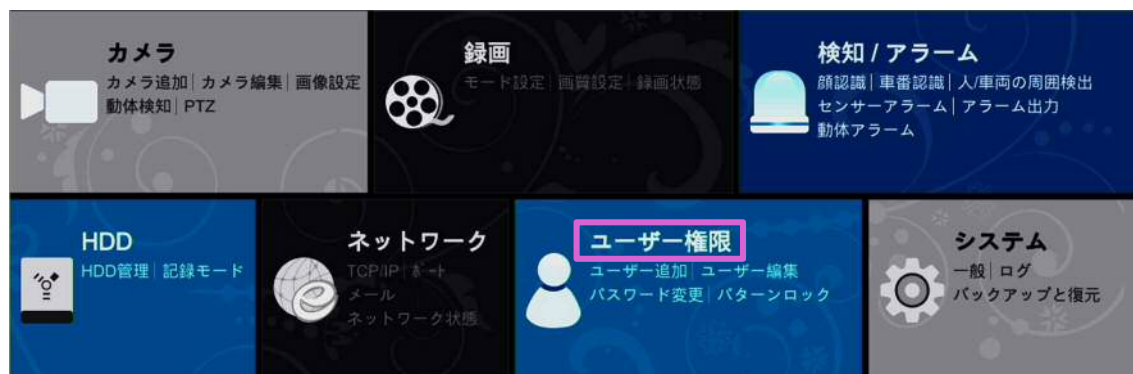 カメラ
カメラ追加│カメラ編集│画像設定
動体検知│PTZ
録画
モード設定│画質設定│録画状態
検知 / アラーム
顔認識│車番認識│人/車両の周囲検出
センサーアラーム│アラーム出力
動体アラーム
HDD
HDD管理│記録モード
ネットワーク
TCP/IP│ポート
メール
ネットワーク状態
ユーザー権限
ユーザー追加│ユーザー編集
パスワード変更│パターンロック
システム
一般│ログ
バックアップと復元